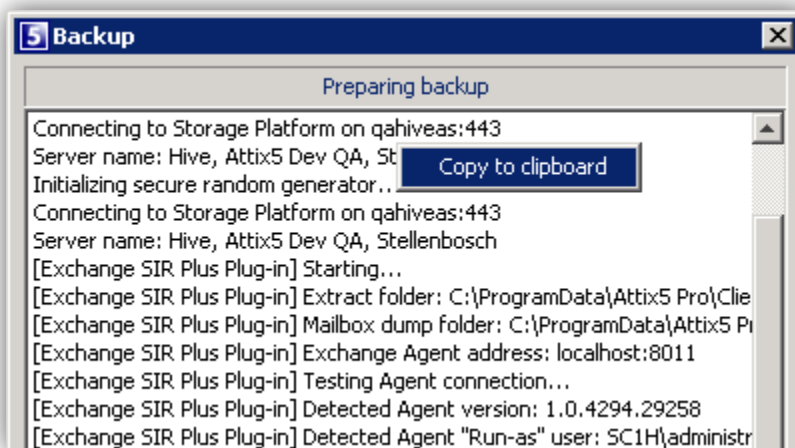 5 Backup
Preparing backup
Connecting to Storage Platform on qahiveas:443
Server name: Hive, Attix5 Dev QA, St
Copy to clipboard
Initializing secure random generator..
Connecting to Storage Platform on qahiveas:443
Server name: Hive, Attix5 Dev QA, Stellenbosch
[Exchange SIR Plus Plug-in] Starting...
[Exchange SIR Plus Plug-in] Extract folder: C:\ProgramData\Attix5 Pro\Clie
[Exchange SIR Plus Plug-in] Mailbox dump folder: C:\ProgramData\Attix5 Pr
[Exchange SIR Plus Plug-in] Exchange Agent address: localhost:8011
[Exchange SIR Plus Plug-in] Testing Agent connection...
[Exchange SIR Plus Plug-in] Detected Agent version: 1.0.4294.29258
[Exchange SIR Plus Plug-in] Detected Agent "Run-as" user: SC1H\administr